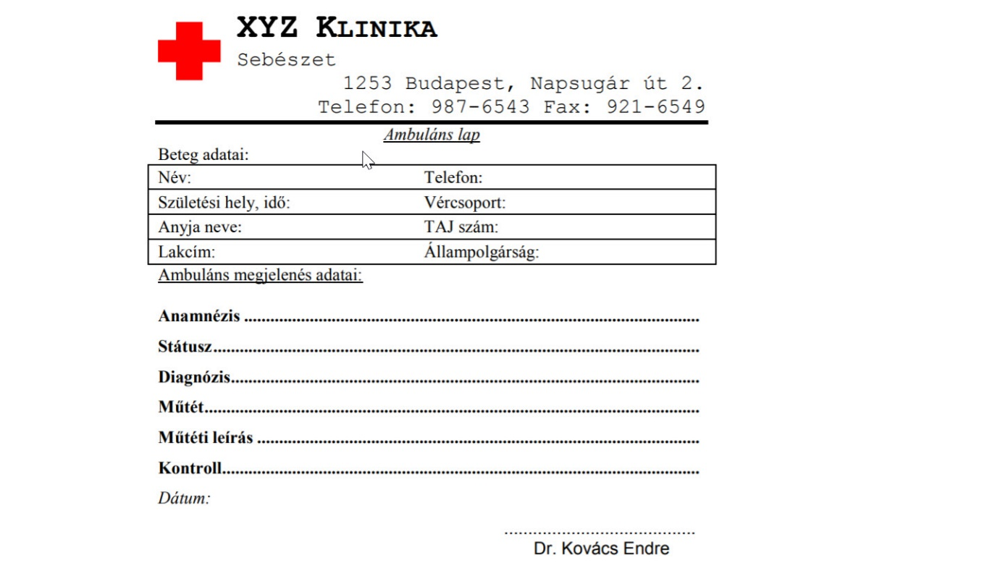 XYZ KLINIKA
Sebészet
1253 Budapest, Napsugár út 2.
Telefon: 987-6543 Fax: 921-6549
Ambuláns lap
Beteg adatai:
Név: Telefon:
Születési hely, idő: Vércsoport:
Anyja neve: TAJ szám:
Lakcím: Állampolgárság:
Ambuláns megjelenés adatai:
Anamnézis ........................................................................................................
Státusz................................................................................................................
Diagnózis............................................................................................................
Műtét..................................................................................................................
Műtéti leírás .....................................................................................................
Kontroll..............................................................................................................
Dátum:
........................................
Dr. Kovács Endre